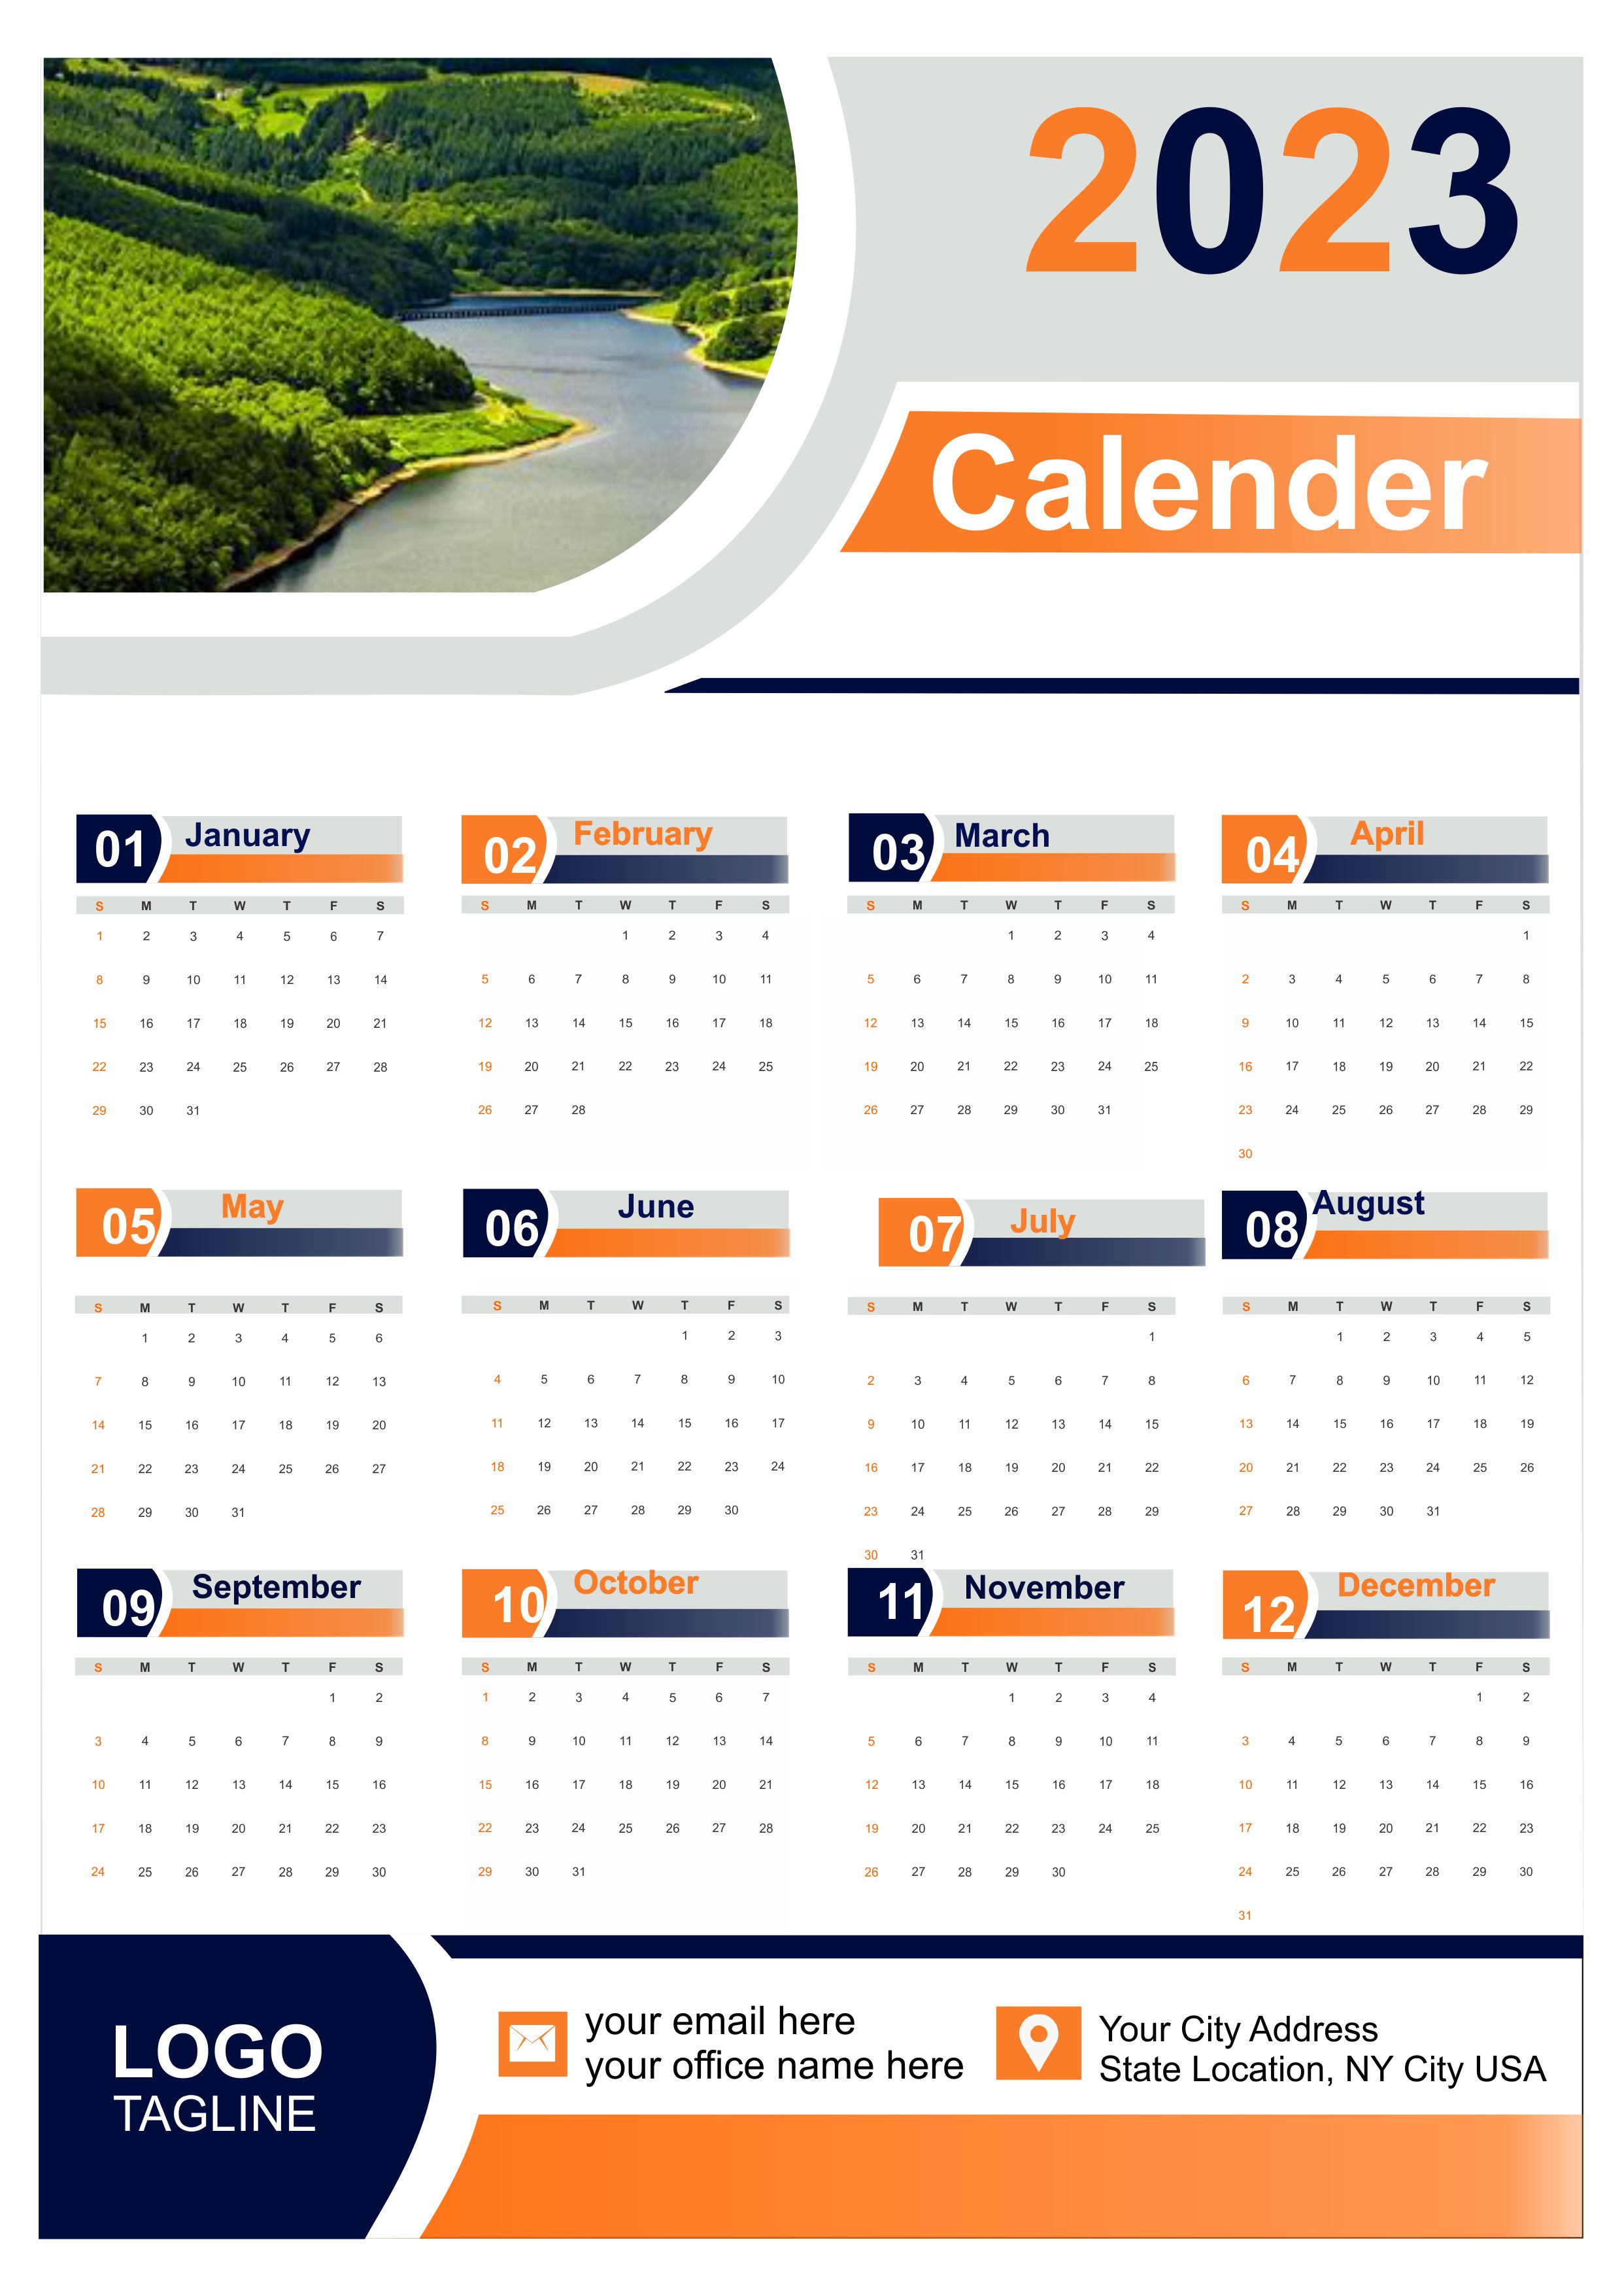 2023
Calender
01 January
S M T W T F S
1 2 3 4 5 6 7
8 9 10 11 12 13 14
15 16 17 18 19 20 21
22 23 24 25 26 27 28
29 30 31
02 February
S M T W T F S
1 2 3 4
5 6 7 8 9 10 11
12 13 14 15 16 17 18
19 20 21 22 23 24 25
26 27 28
03 March
S M T W T F S
1 2 3 4
5 6 7 8 9 10 11
12 13 14 15 16 17 18
19 20 21 22 23 24 25
26 27 28 29 30 31
04 April
S M T W T F S
1
2 3 4 5 6 7 8
9 10 11 12 13 14 15
16 17 18 19 20 21 22
23 24 25 26 27 28 29
30
05 May
S M T W T F S
1 2 3 4 5 6
7 8 9 10 11 12 13
14 15 16 17 18 19 20
21 22 23 24 25 26 27
28 29 30 31
06 June
S M T W T F S
1 2 3
4 5 6 7 8 9 10
11 12 13 14 15 16 17
18 19 20 21 22 23 24
25 26 27 28 29 30
07 July
S M T W T F S
1
2 3 4 5 6 7 8
9 10 11 12 13 14 15
16 17 18 19 20 21 22
23 24 25 26 27 28 29
30 31
08 August
S M T W T F S
1 2 3 4 5
6 7 8 9 10 11 12
13 14 15 16 17 18 19
20 21 22 23 24 25 26
27 28 29 30 31
09 September
S M T W T F S
1 2
3 4 5 6 7 8 9
10 11 12 13 14 15 16
17 18 19 20 21 22 23
24 25 26 27 28 29 30
10 October
S M T W T F S
1 2 3 4 5 6 7
8 9 10 11 12 13 14
15 16 17 18 19 20 21
22 23 24 25 26 27 28
29 30 31
11 November
S M T W T F S
1 2 3 4
5 6 7 8 9 10 11
12 13 14 15 16 17 18
19 20 21 22 23 24 25
26 27 28 29 30
12 December
S M T W T F S
1 2
3 4 5 6 7 8 9
10 11 12 13 14 15 16
17 18 19 20 21 22 23
24 25 26 27 28 29 30
31
LOGO
TAGLINE
your email here
your office name here
Your City Address
State Location, NY City USA